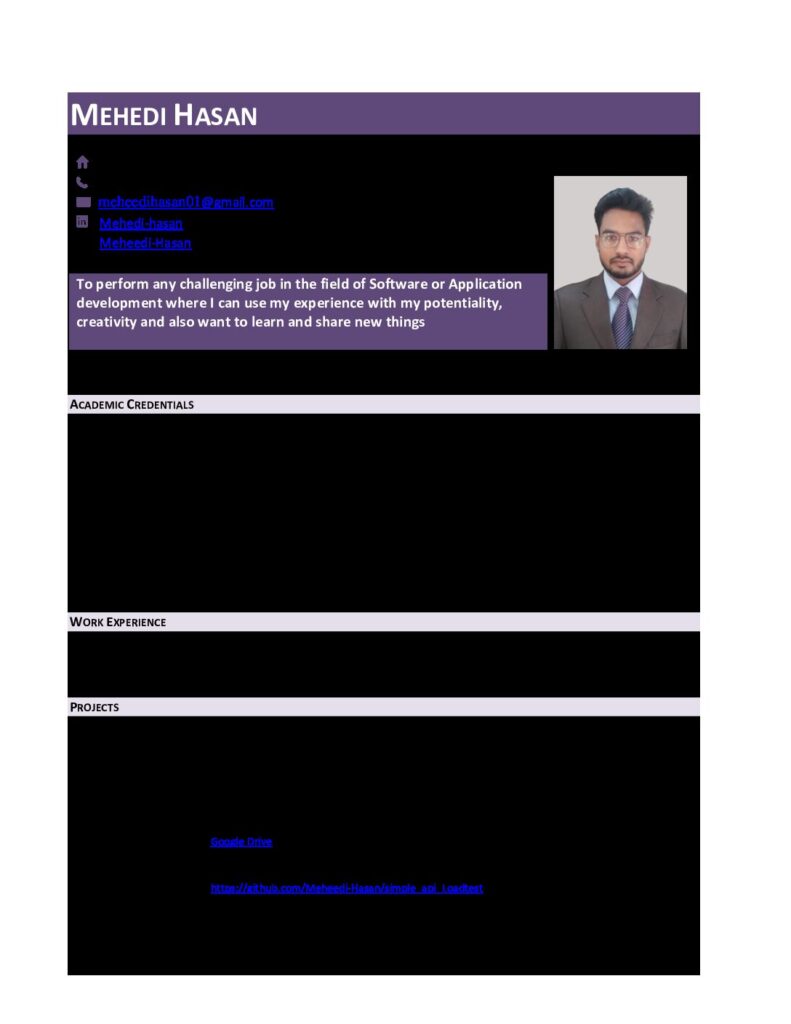 MEHEDI HASAN
meheedihasan01@gmail.com
Mehedi-hasan
Meheedi-Hasan
To perform any challenging job in the field of Software or Application
development where I can use my experience with my potentiality,
creativity and also want to learn and share new things
ACADEMIC CREDENTIALS
WORK EXPERIENCE
PROJECTS
Google Drive
https://github.com/Meheedi-Hasan/simple_api_Loadtest